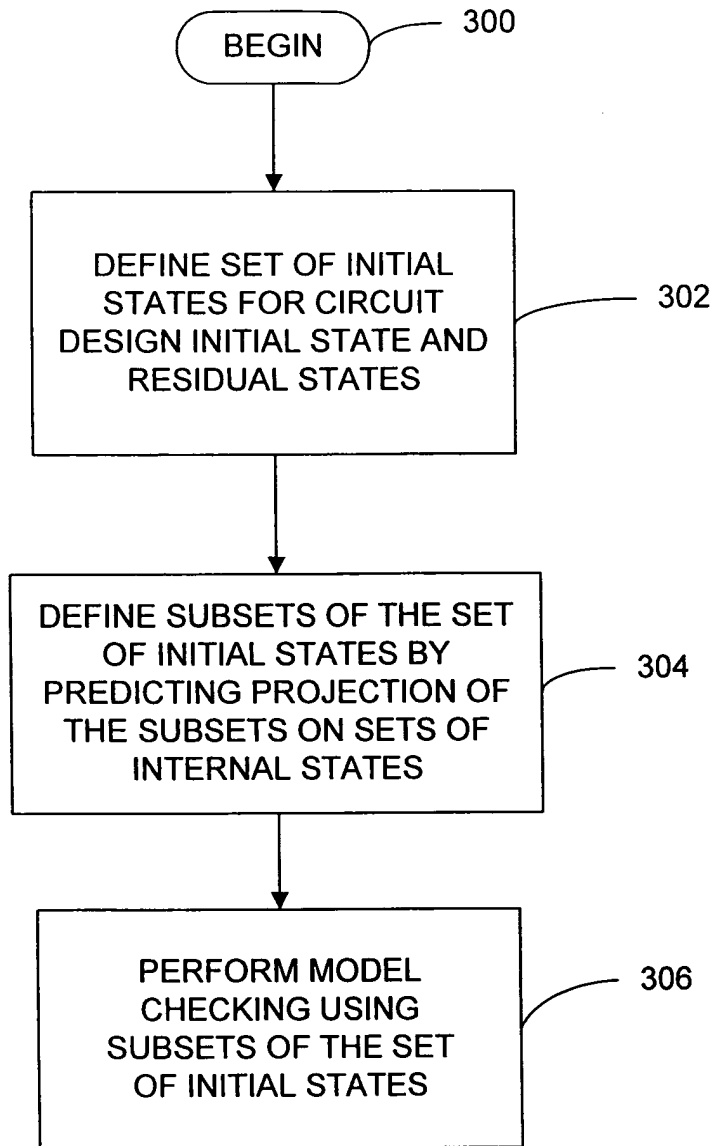 BEGIN
300
DEFINE SET OF INITIAL
STATES FOR CIRCUIT
DESIGN INITIAL STATE AND
RESIDUAL STATES
302
DEFINE SUBSETS OF THE SET
OF INITIAL STATES BY
PREDICTING PROJECTION OF
THE SUBSETS ON SETS OF
INTERNAL STATES
304
PERFORM MODEL
CHECKING USING
SUBSETS OF THE SET
OF INITIAL STATES
306